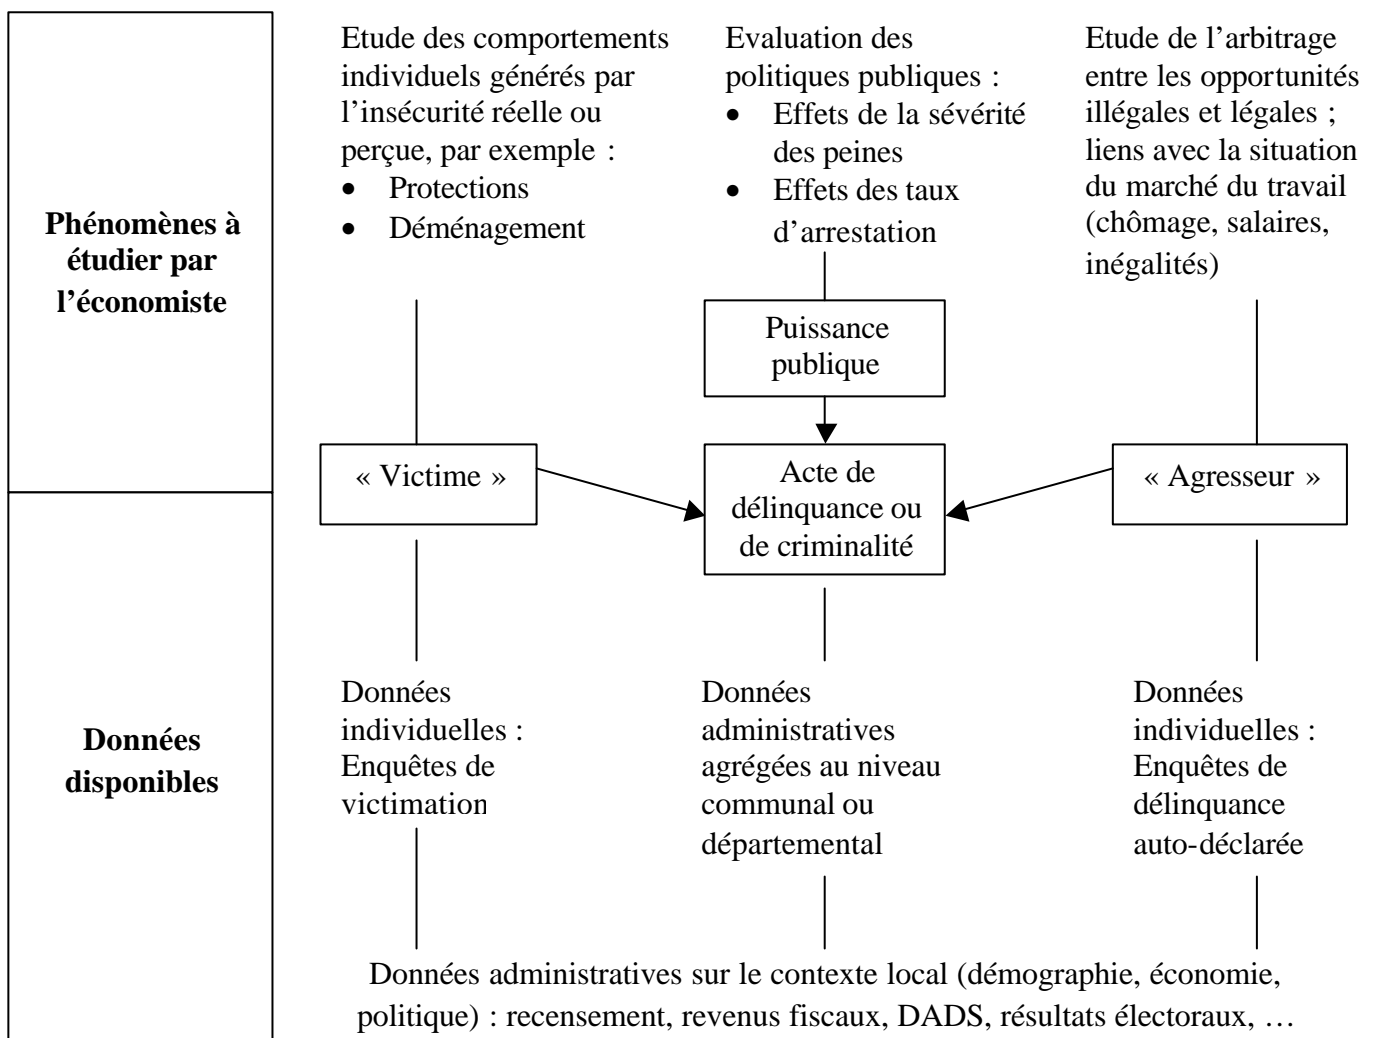 Phénomènes à
étudier par
l’économiste
Etude des comportements
individuels générés par
l’insécurité réelle ou
perçue, par exemple :
• Protections
• Déménagement
Evaluation des
politiques publiques :
• Effets de la sévérité
des peines
• Effets des taux
d’arrestation
Etude de l’arbitrage
entre les opportunités
illégales et légales ;
liens avec la situation
du marché du travail
(chômage, salaires,
inégalités)
Puissance
publique
« Victime »
Acte de
délinquance ou
de criminalité
« Agresseur »
Données
disponibles
Données
individuelles :
Enquêtes de
victimation
Données
administratives
agrégées au niveau
communal ou
départemental
Données
individuelles :
Enquêtes de
délinquance
auto-déclarée
Données administratives sur le contexte local (démographie, économie,
politique) : recensement, revenus fiscaux, DADS, résultats électoraux, …